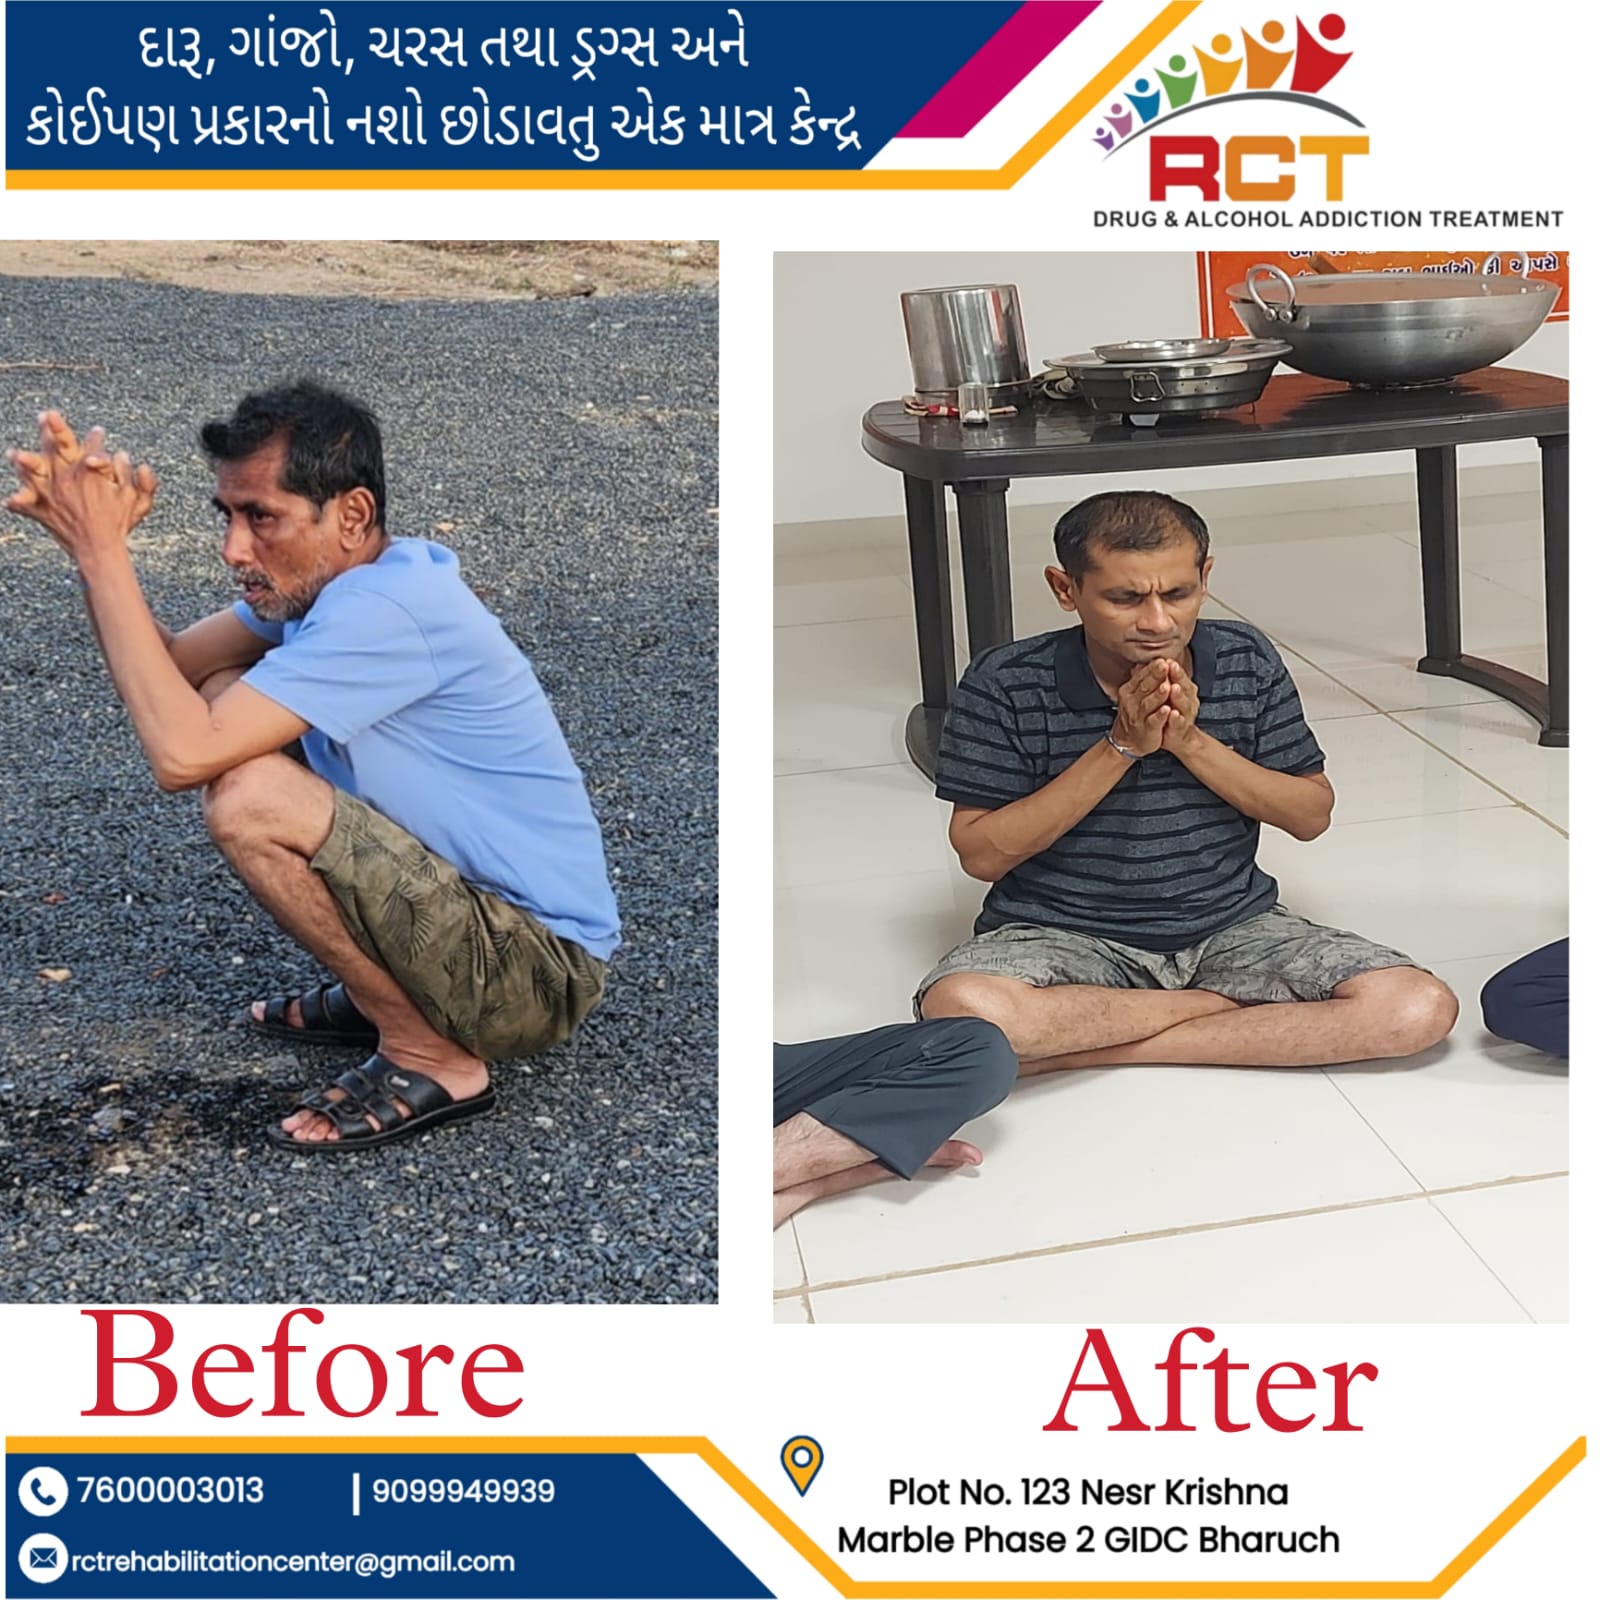 દારૂ, ગાંજો, ચરસ તથા ડ્રગ્સ અને
કોઈપણ પ્રકારનો નશો છોડાવતુ એક માત્ર કેન્દ્ર
RCT
DRUG & ALCOHOL ADDICTION TREATMENT
Before
After
7600003013 | 9099949939
rctrehabilitationcenter@gmail.com
Plot No. 123 Nesr Krishna
Marble Phase 2 GIDC Bharuch